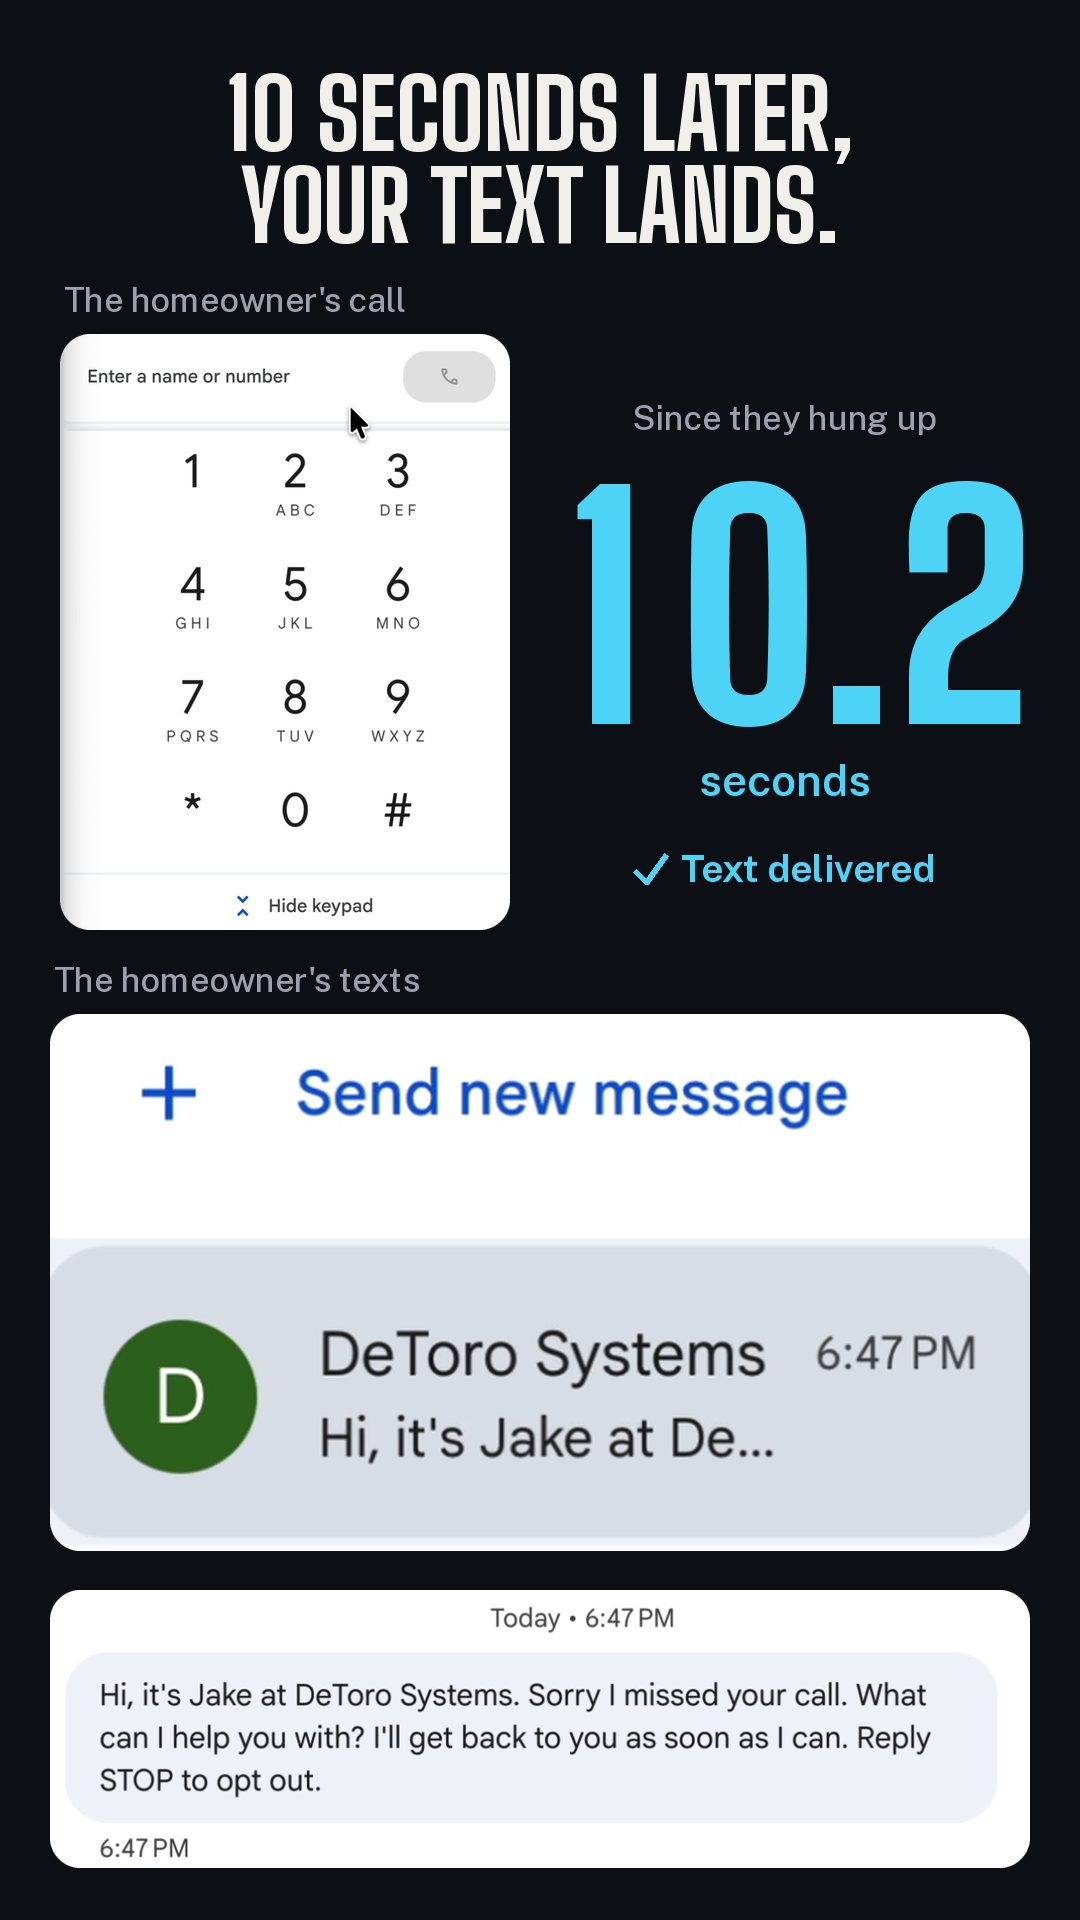 10 SECONDS LATER,
YOUR TEXT LANDS.
The homeowner's call
Enter a name or number
1 2 3
ABC DEF
4 5 6
GHI JKL MNO
7 8 9
PQRS TUV WXYZ
* 0 #
Hide keypad
Since they hung up
10.2
seconds
✓ Text delivered
The homeowner's texts
+ Send new message
D
DeToro Systems 6:47 PM
Hi, it's Jake at De...
Today • 6:47 PM
Hi, it's Jake at DeToro Systems. Sorry I missed your call. What
can I help you with? I'll get back to you as soon as I can. Reply
STOP to opt out.
6:47 PM